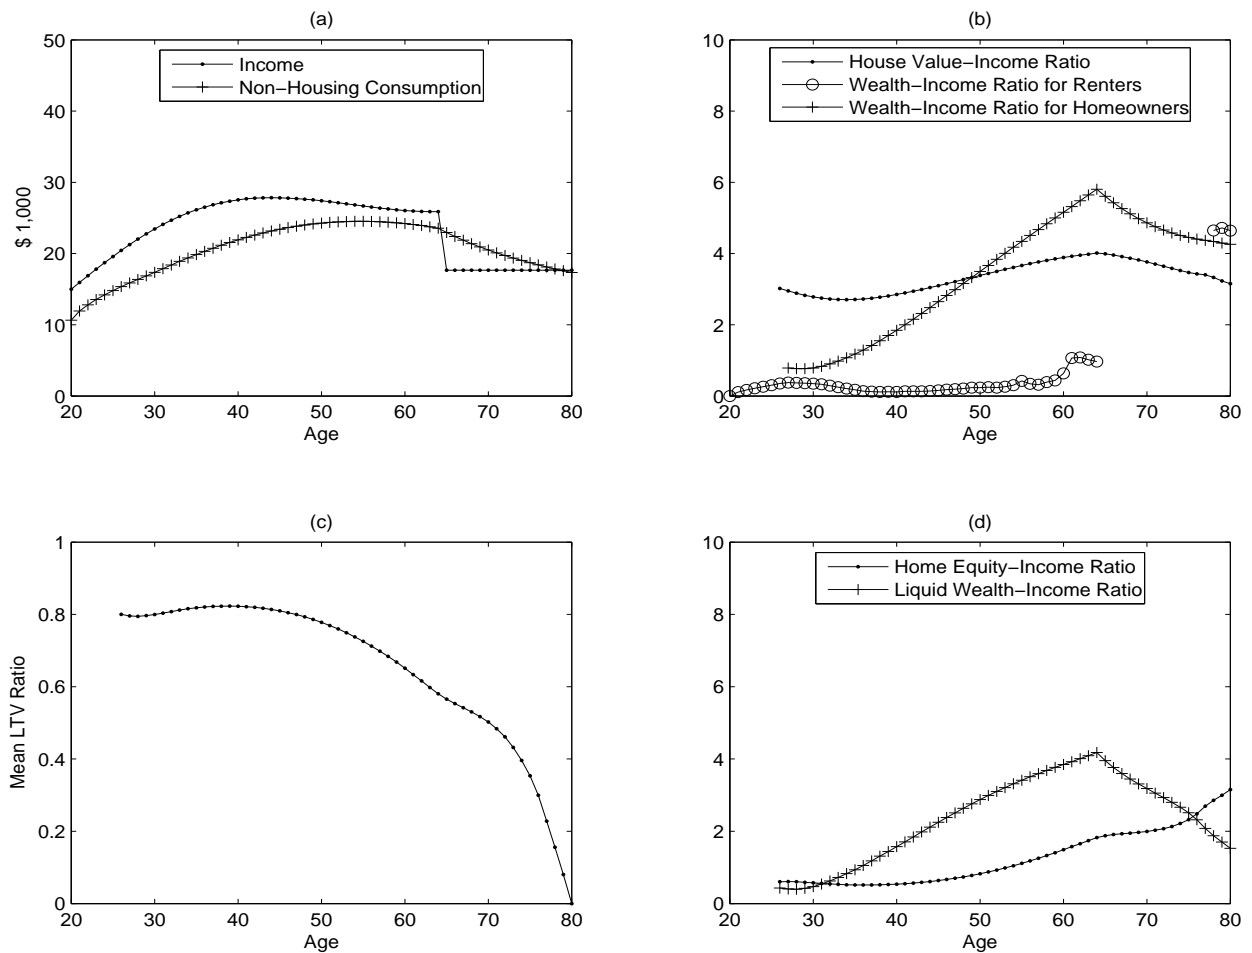 (a)
50
40
30
20
10
0
20 30 40 50 60 70 80
Age
$ 1,000
Income
Non−Housing Consumption
(b)
10
8
6
4
2
0
20 30 40 50 60 70 80
Age
House Value−Income Ratio
Wealth−Income Ratio for Renters
Wealth−Income Ratio for Homeowners
(c)
1
0.8
0.6
0.4
0.2
0
20 30 40 50 60 70 80
Age
Mean LTV Ratio
(d)
10
8
6
4
2
0
20 30 40 50 60 70 80
Age
Home Equity−Income Ratio
Liquid Wealth−Income Ratio